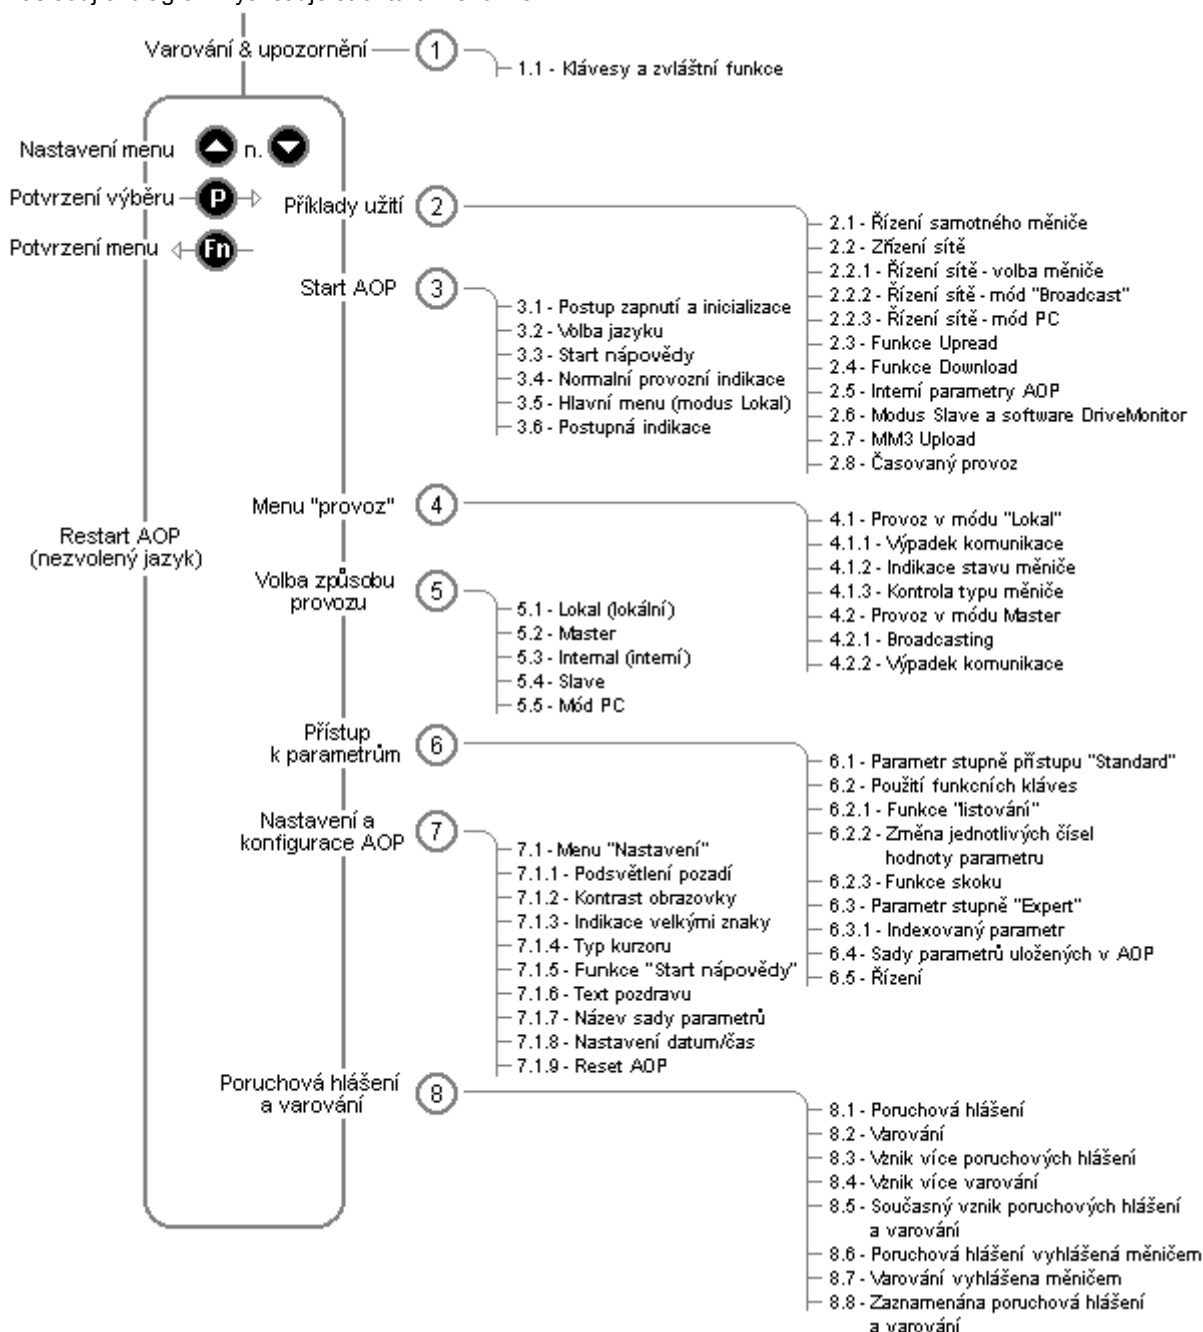 Varování & upozornění
1
1.1 - Klávesy a zvláštní funkce
Nastavení menu
n.
Potvrzení výběru
P
Potvrzení menu
Fn
Příklady užití
2
2.1 - Řízení samotného měniče
2.2 - Zřízení sítě
2.2.1 - Řízení sítě - volba měniče
2.2.2 - Řízení sítě - mód "Broadcast"
2.2.3 - Řízení sítě - mód PC
2.3 - Funkce Upread
2.4 - Funkce Download
2.5 - Interní parametry AOP
2.6 - Modus Slave a software DriveMonitor
2.7 - MM3 Upload
2.8 - Časovaný provoz
Start AOP
3
3.1 - Postup zapnutí a inicializace
3.2 - Volba jazyku
3.3 - Start nápovědy
3.4 - Normalní provozní indikace
3.5 - Hlavní menu (modus Lokal)
3.6 - Postupná indikace
Menu "provoz"
4
4.1 - Provoz v módu "Lokal"
4.1.1 - Výpadek komunikace
4.1.2 - Indikace stavu měniče
4.1.3 - Kontrola typu měniče
4.2 - Provoz v módu Master
4.2.1 - Broadcasting
4.2.2 - Výpadek komunikace
Restart AOP
(nezvolený jazyk)
Volba způsobu
provozu
5
5.1 - Lokal (lokální)
5.2 - Master
5.3 - Internal (interní)
5.4 - Slave
5.5 - Mód PC
Přístup
k parametrům
6
6.1 - Parametr stupně přístupu "Standard"
6.2 - Použití funkcních kláves
6.2.1 - Funkce "listování"
6.2.2 - Změna jednotlivých čísel
hodnoty parametru
6.2.3 - Funkce skoku
6.3 - Parametr stupně "Expert"
6.3.1 - Indexovaný parametr
6.4 - Sady parametrů uložených v AOP
6.5 - Řízení
Nastavení a
konfigurace AOP
7
7.1 - Menu "Nastavení"
7.1.1 - Podsvětlení pozadí
7.1.2 - Kontrast obrazovky
7.1.3 - Indikace velkými znaky
7.1.4 - Typ kurzoru
7.1.5 - Funkce "Start nápovědy"
7.1.6 - Text pozdravu
7.1.7 - Název sady parametrů
7.1.8 - Nastavení datum/čas
7.1.9 - Reset AOP
Poruchová hlášení
a varování
8
8.1 - Poruchová hlášení
8.2 - Varování
8.3 - Vznik více poruchových hlášení
8.4 - Vznik více varování
8.5 - Současný vznik poruchových hlášení
a varování
8.6 - Poruchová hlášení vyhlášená měničem
8.7 - Varování vyhlášena měničem
8.8 - Zaznamenána poruchová hlášení
a varování